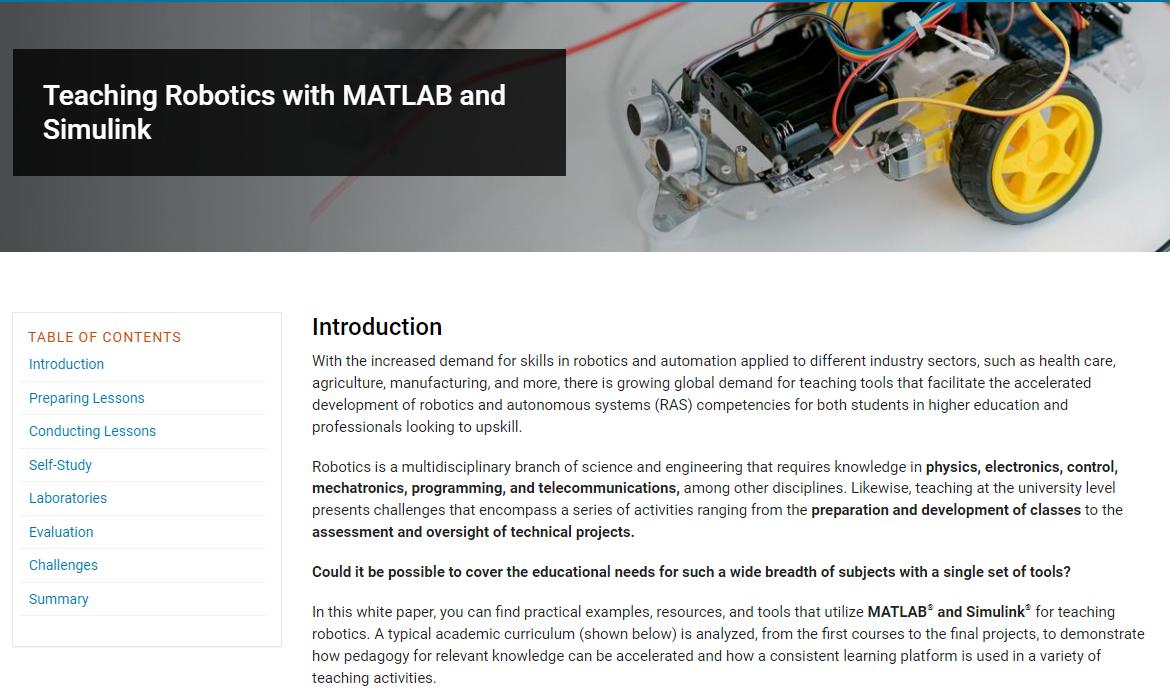 Teaching Robotics with MATLAB and
Simulink
TABLE OF CONTENTS
Introduction
Preparing Lessons
Conducting Lessons
Self-Study
Laboratories
Evaluation
Challenges
Summary
Introduction
With the increased demand for skills in robotics and automation applied to different industry sectors, such as health care,
agriculture, manufacturing, and more, there is growing global demand for teaching tools that facilitate the accelerated
development of robotics and autonomous systems (RAS) competencies for both students in higher education and
professionals looking to upskill.
Robotics is a multidisciplinary branch of science and engineering that requires knowledge in physics, electronics, control,
mechatronics, programming, and telecommunications, among other disciplines. Likewise, teaching at the university level
presents challenges that encompass a series of activities ranging from the preparation and development of classes to the
assessment and oversight of technical projects.
Could it be possible to cover the educational needs for such a wide breadth of subjects with a single set of tools?
In this white paper, you can find practical examples, resources, and tools that utilize MATLAB® and Simulink® for teaching
robotics. A typical academic curriculum (shown below) is analyzed, from the first courses to the final projects, to demonstrate
how pedagogy for relevant knowledge can be accelerated and how a consistent learning platform is used in a variety of
teaching activities.